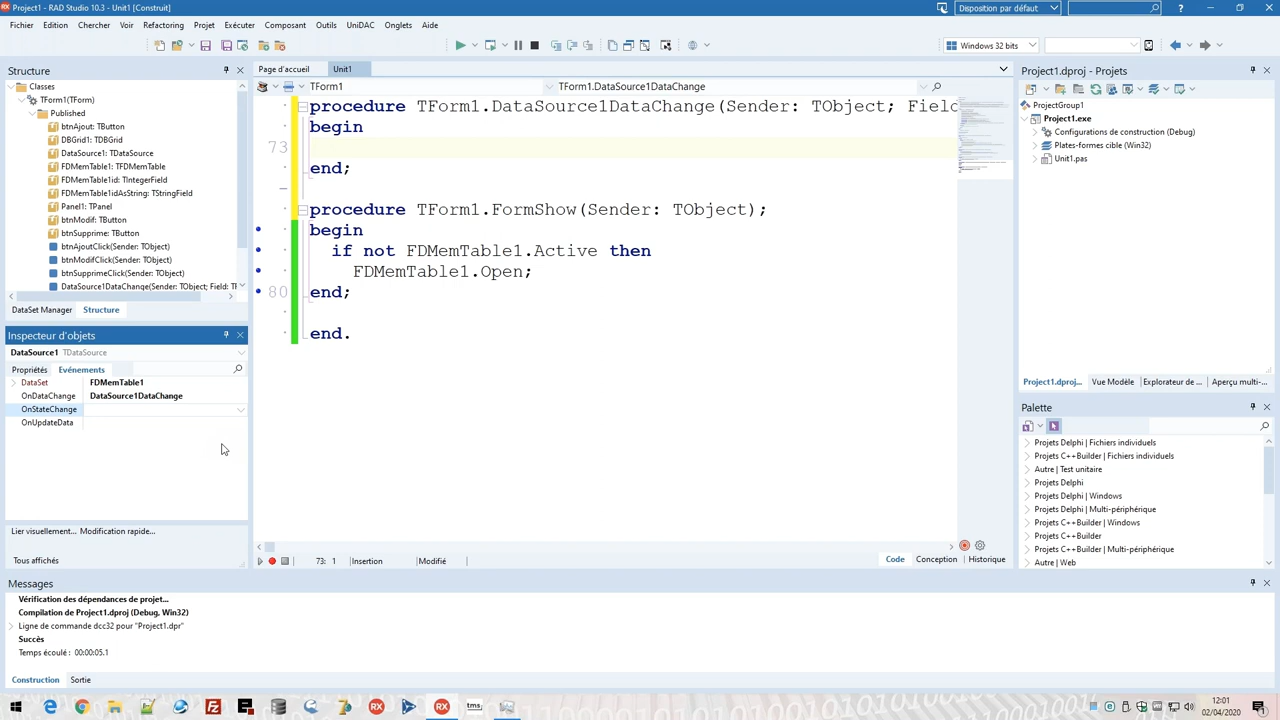 Project1 - RAD Studio 10.3 - Unit1 [Construit]
Disposition par défaut
Fichier Edition Chercher Voir Refactoring Projet Exécuter Composant Outils UniDAC Onglets Aide
Windows 32 bits
Structure
Classes
TForm1(TForm)
Published
btnAjout: TButton
DBGrid1: TDBGrid
DataSource1: TDataSource
FDMemTable1: TFDMemTable
FDMemTable1id: TIntegerField
FDMemTable1idAsString: TStringField
Panel1: TPanel
btnModif: TButton
btnSupprime: TButton
btnAjoutClick(Sender: TObject)
btnModifClick(Sender: TObject)
btnSupprimeClick(Sender: TObject)
DataSource1DataChange(Sender: TObject; Field: TF
DataSet Manager Structure
Inspecteur d'objets
DataSource1 TDataSource
Propriétés Evénements
DataSet FDMemTable1
OnDataChange DataSource1DataChange
OnStateChange
OnUpdateData
Lier visuellement... Modification rapide...
Tous affichés
Page d'accueil Unit1
TForm1 TForm1.DataSource1DataChange
procedure TForm1.DataSource1DataChange(Sender: TObject; Field
begin
73
end;
procedure TForm1.FormShow(Sender: TObject);
begin
if not FDMemTable1.Active then
FDMemTable1.Open;
80 end;
end.
73: 1 Insertion Modifié
Code Conception Historique
Project1.dproj - Projets
ProjectGroup1
Project1.exe
Configurations de construction (Debug)
Plates-formes cible (Win32)
Unit1.pas
Project1.dproj... Vue Modèle Explorateur de ... Aperçu multi-...
Palette
Projets Delphi | Fichiers individuels
Projets C++Builder | Fichiers individuels
Autre | Test unitaire
Projets Delphi
Projets Delphi | Windows
Projets Delphi | Multi-périphérique
Projets C++Builder | Windows
Projets C++Builder
Projets C++Builder | Multi-périphérique
Autre | Web
Messages
Vérification des dépendances de projet...
Compilation de Project1.dproj (Debug, Win32)
Ligne de commande dcc32 pour "Project1.dpr"
Succès
Temps écoulé : 00:00:05.1
Construction Sortie
12:01
02/04/2020